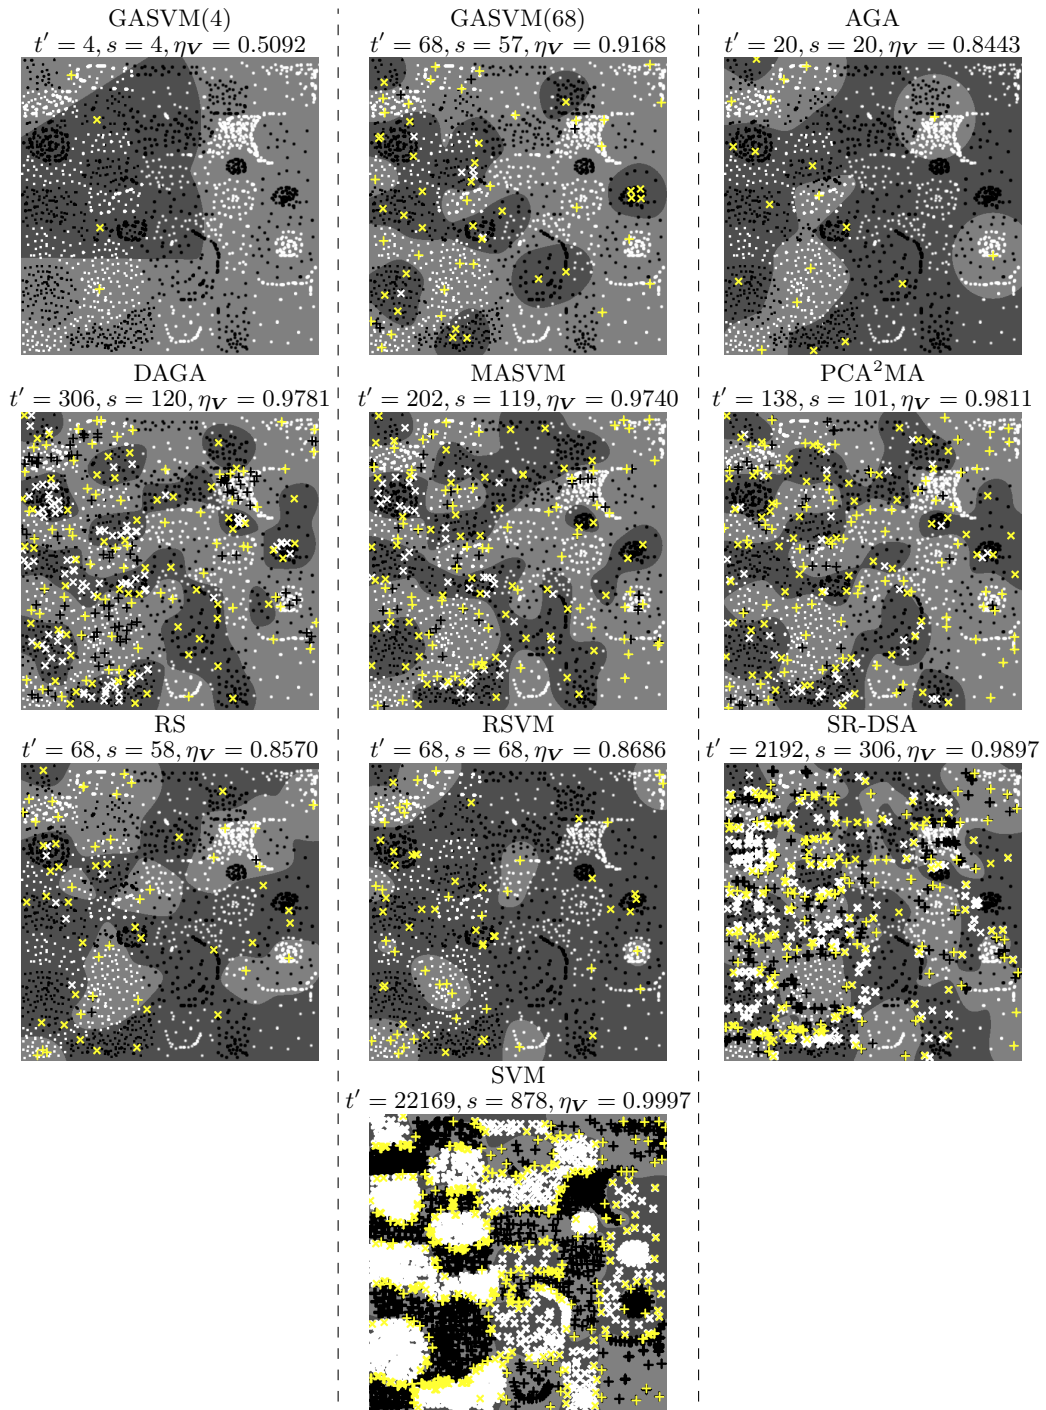 GASVM(4)
t′ = 4, s = 4, η_V = 0.5092
GASVM(68)
t′ = 68, s = 57, η_V = 0.9168
AGA
t′ = 20, s = 20, η_V = 0.8443
DAGA
t′ = 306, s = 120, η_V = 0.9781
MASVM
t′ = 202, s = 119, η_V = 0.9740
PCA²MA
t′ = 138, s = 101, η_V = 0.9811
RS
t′ = 68, s = 58, η_V = 0.8570
RSVM
t′ = 68, s = 68, η_V = 0.8686
SR-DSA
t′ = 2192, s = 306, η_V = 0.9897
SVM
t′ = 22169, s = 878, η_V = 0.9997